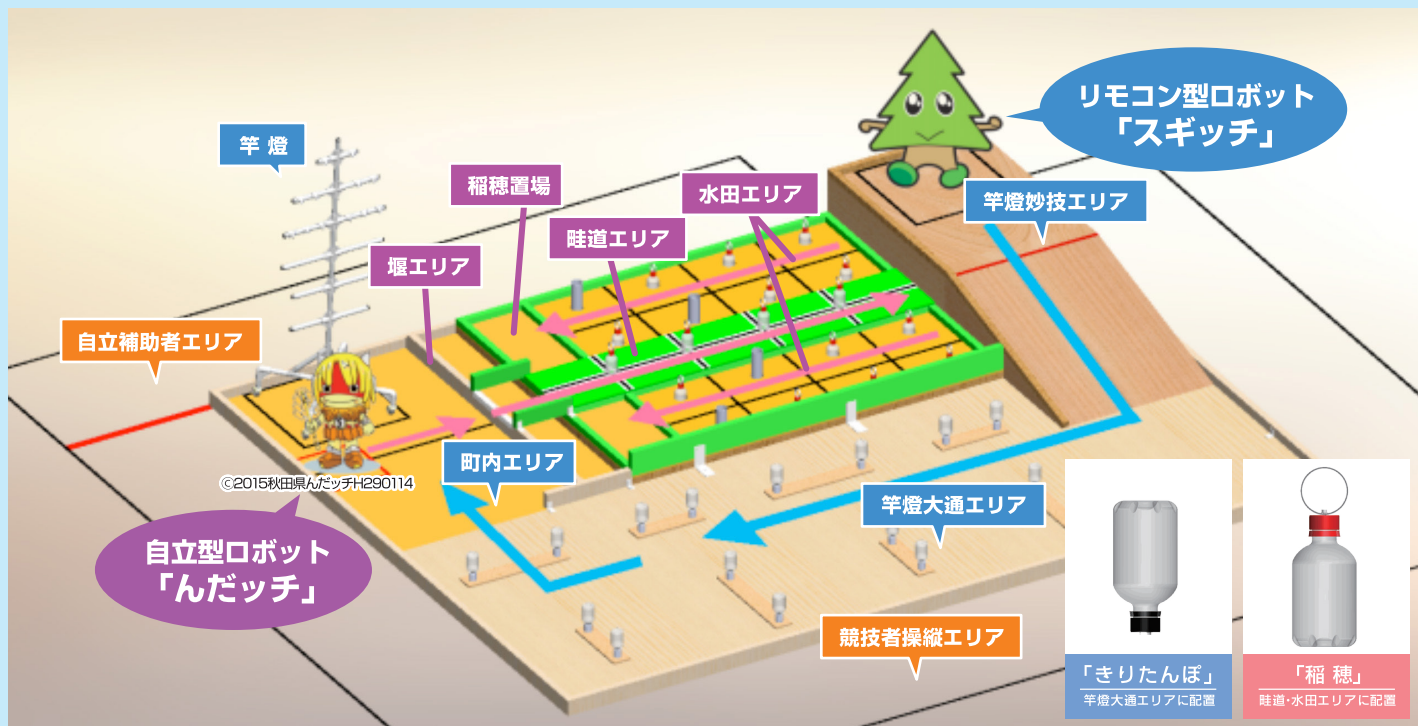 リモコン型ロボット
「スギッチ」
竿 燈
稲穂置場
水田エリア
竿燈妙技エリア
畦道エリア
堰エリア
自立補助者エリア
©2015秋田県んだッチH290114
町内エリア
竿燈大通エリア
自立型ロボット
「んだッチ」
競技者操縦エリア
「きりたんぽ」
竿燈大通エリアに配置
「稲 穂」
畦道・水田エリアに配置